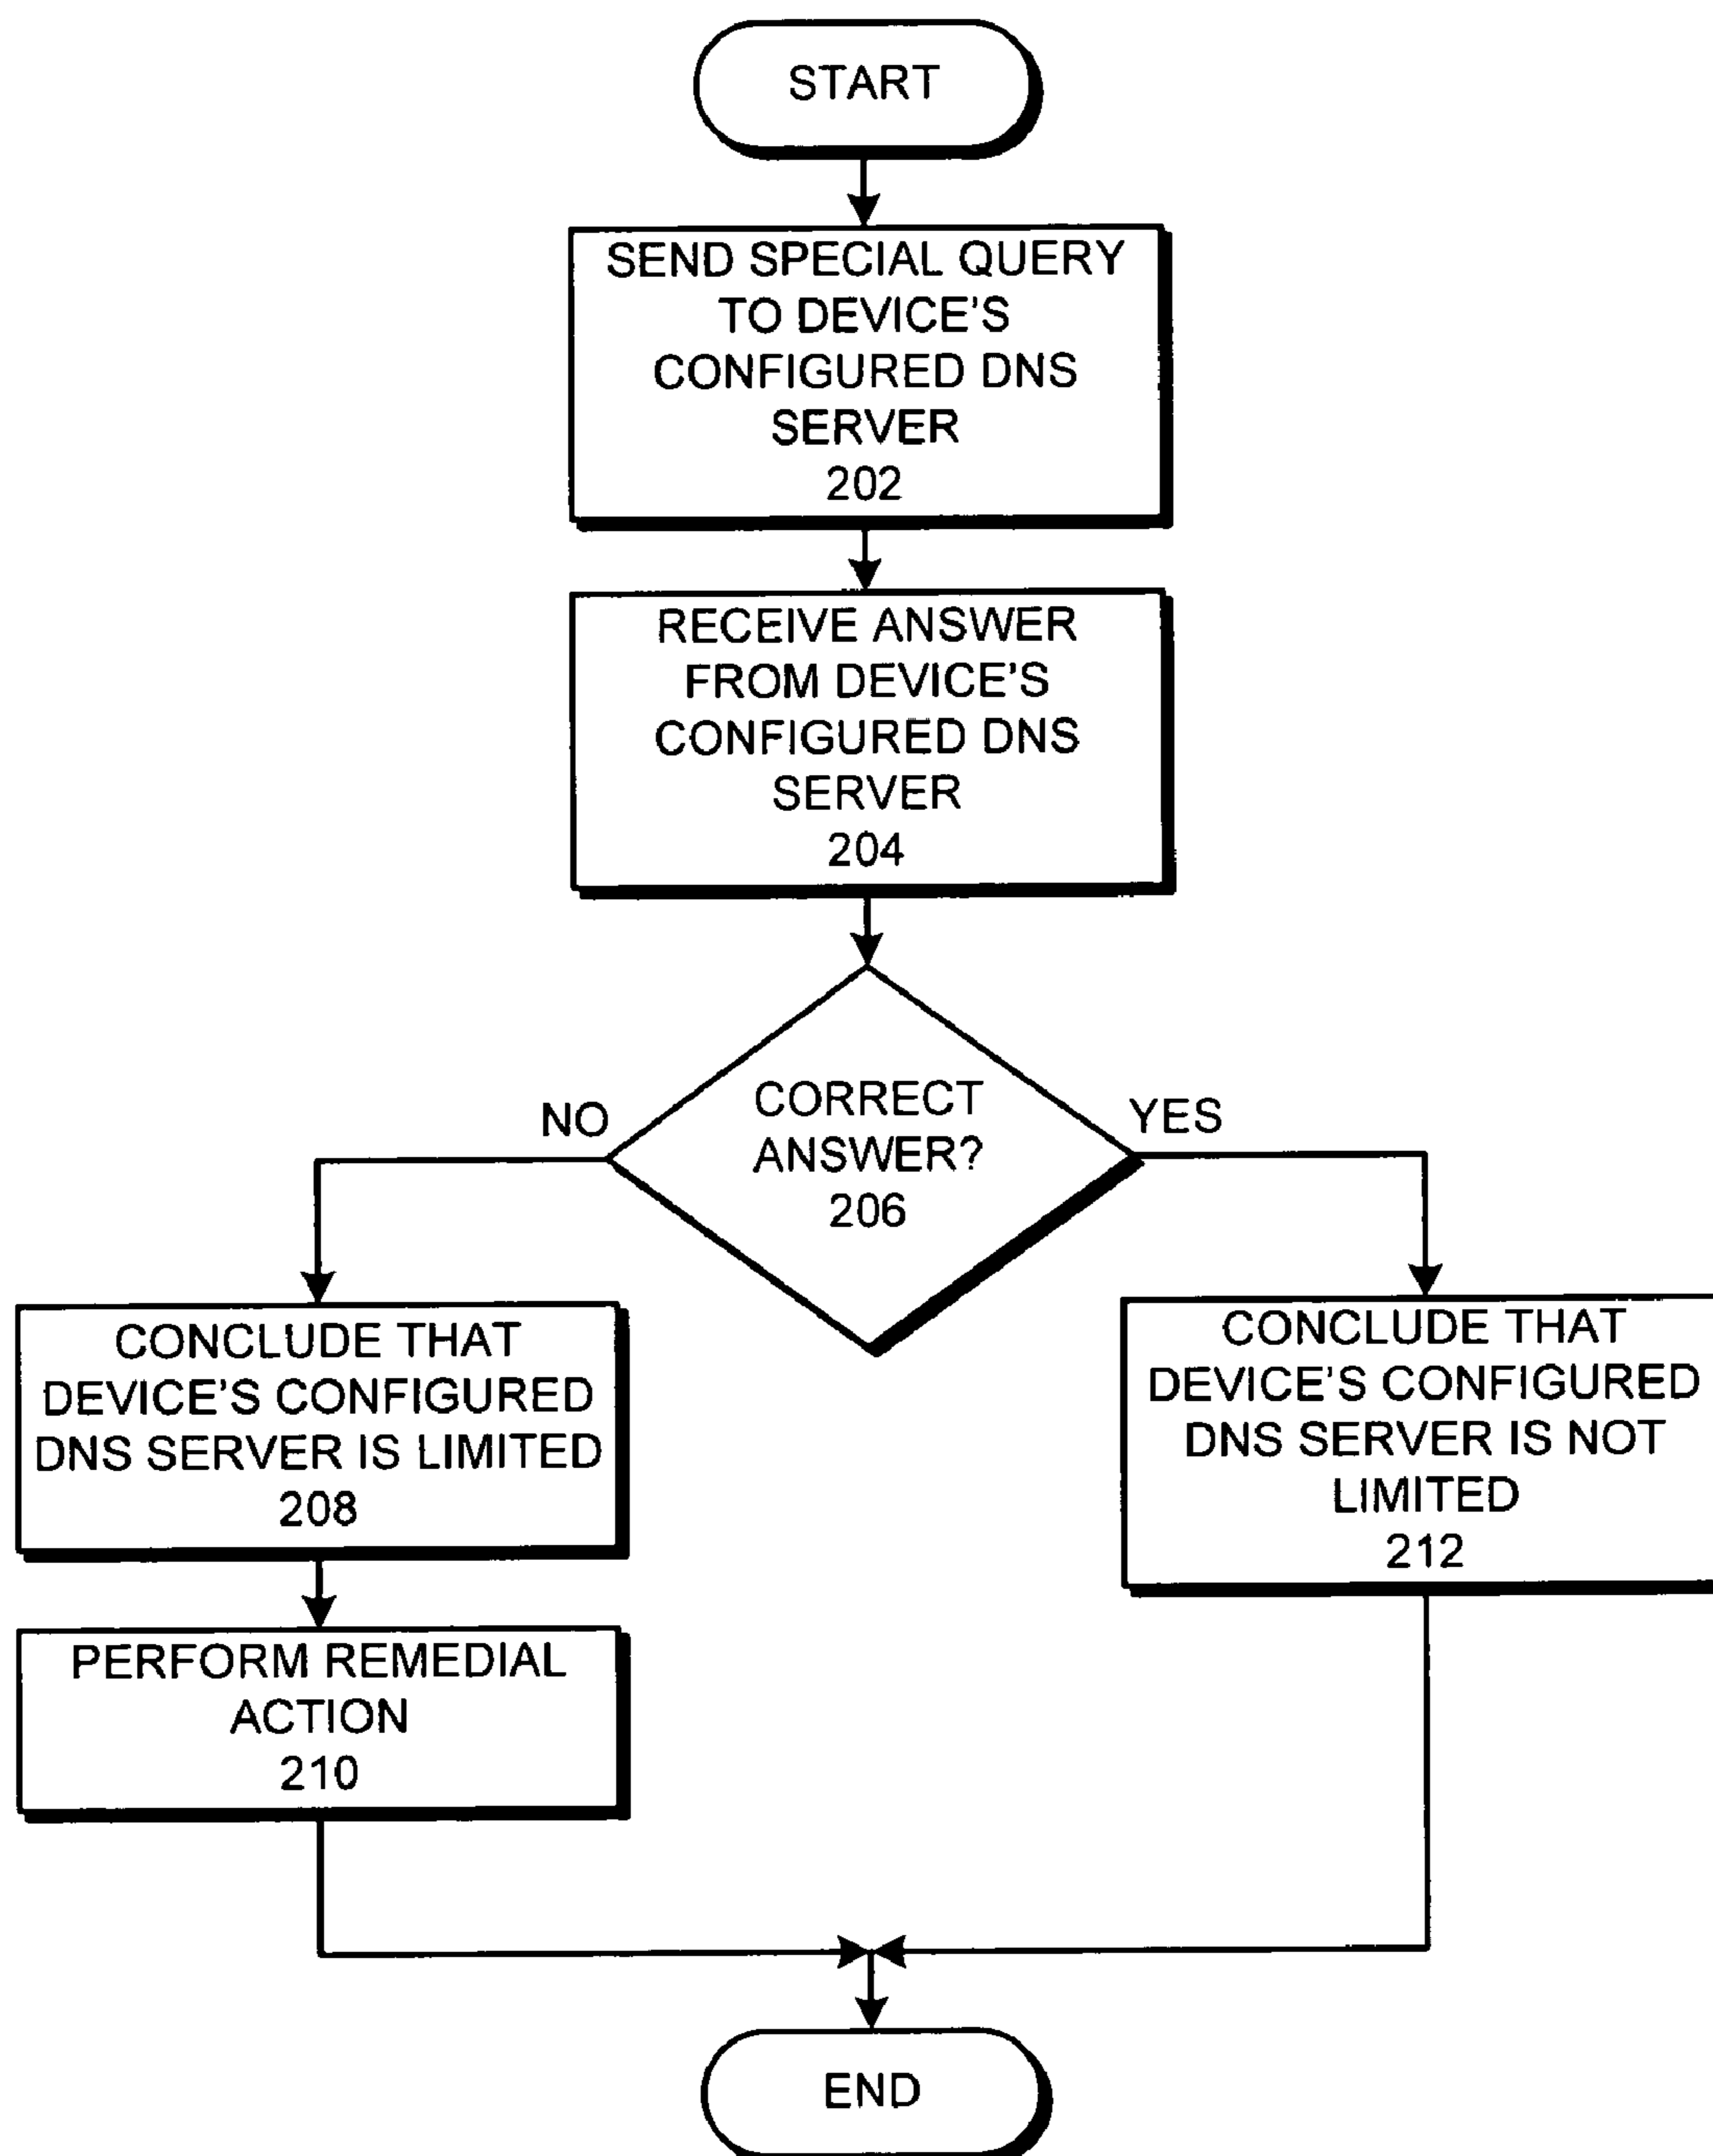 START
SEND SPECIAL QUERY
TO DEVICE'S
CONFIGURED DNS
SERVER
202
RECEIVE ANSWER
FROM DEVICE'S
CONFIGURED DNS
SERVER
204
CORRECT
ANSWER?
206
NO
YES
CONCLUDE THAT
DEVICE'S CONFIGURED
DNS SERVER IS LIMITED
208
PERFORM REMEDIAL
ACTION
210
CONCLUDE THAT
DEVICE'S CONFIGURED
DNS SERVER IS NOT
LIMITED
212
END